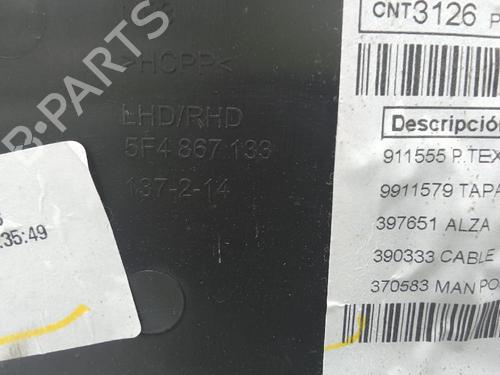 CNT3126 P
>HCPP<
LHD/RHD
5F4 867 133
137-2-14
:35:49
Descripción
911555 P.TEX
9911579 TAPA
397651 ALZA
390333 CABLE
370583 MAN PO
B-PARTS